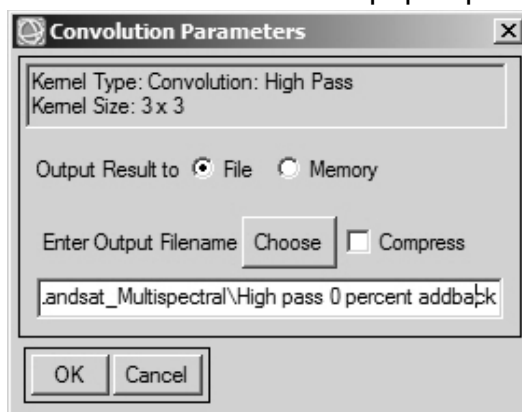 Convolution Parameters
Kernel Type: Convolution: High Pass
Kernel Size: 3 x 3
Output Result to File Memory
Enter Output Filename Choose Compress
.andsat_Multispectral\High pass 0 percent addback
OK Cancel